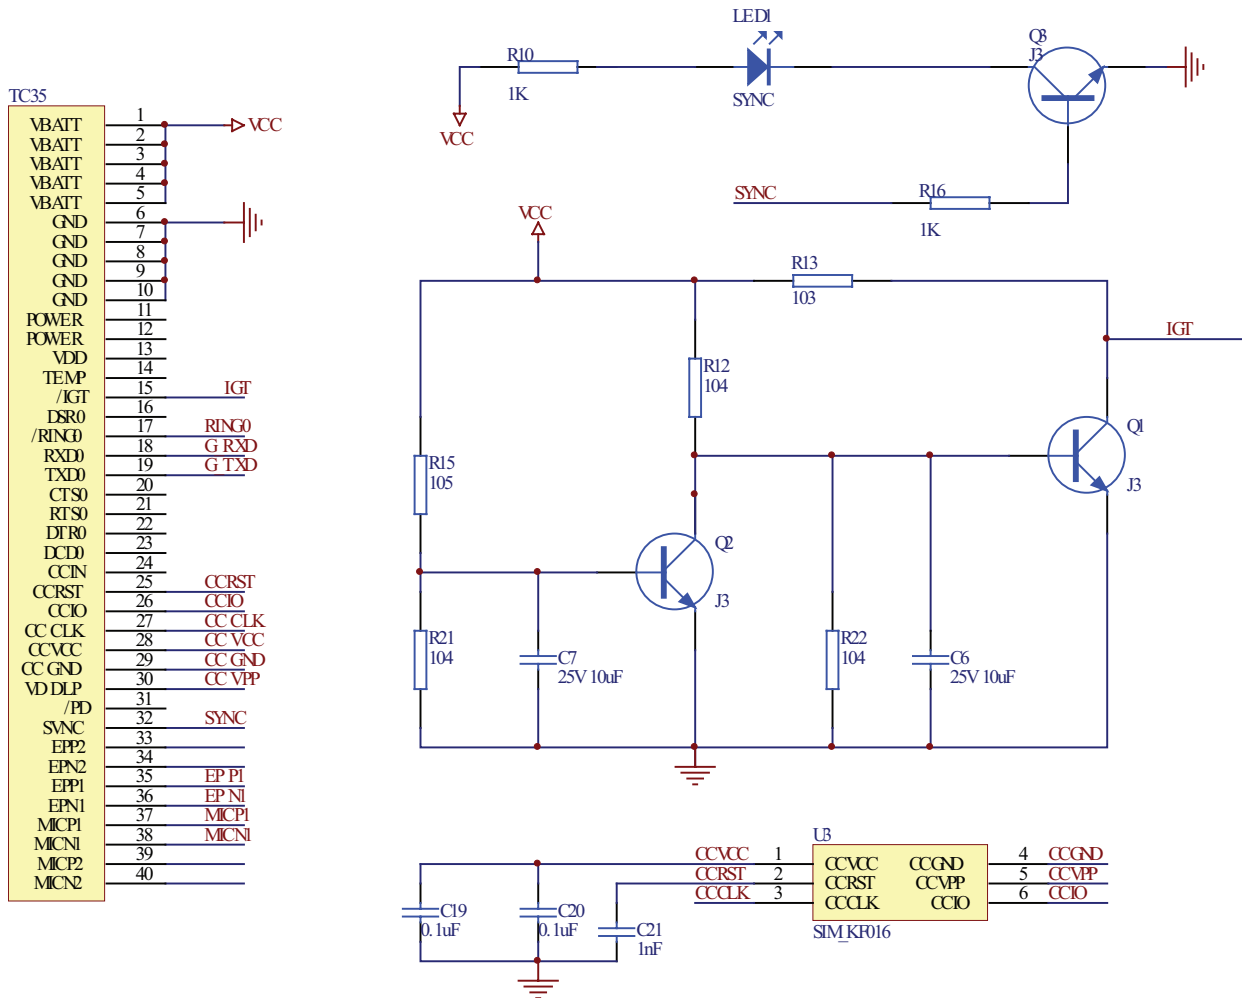 LED1
R10
1K
VCC
SYNC
Q3
J3
SYNC
R16
1K
TC35
VBATT 1 VCC
VBATT 2
VBATT 3
VBATT 4
VBATT 5
GND 6
GND 7
GND 8
GND 9
GND 10
POWER 11
POWER 12
VDD 13
TEMP 14
/IGT 15 IGT
DSR0 16
/RING0 17 RING0
RXD0 18 G RXD
TXD0 19 G TXD
CTS0 20
RTS0 21
DTR0 22
DCD0 23
CCIN 24
CCRST 25 CCRST
CCIO 26 CCIO
CC CLK 27 CC CLK
CCVCC 28 CC VCC
CC GND 29 CC GND
VD DLP 30 CC VPP
/PD 31
SVNC 32 SYNC
EPP2 33
EPN2 34
EPP1 35 EP P1
EPN1 36 EP N1
MICP1 37 MICP1
MICN1 38 MICN1
MICP2 39
MICN2 40
VCC
R13
103
IGT
R12
104
Q1
J3
R15
105
Q2
J3
R21
104
C7
25V 10uF
R22
104
C6
25V 10uF
U3
CCVCC 1 CCVCC CCGND 4 CCGND
CCRST 2 CCRST CCVPP 5 CCVPP
CCCLK 3 CCCLK CCIO 6 CCIO
SIM_KF016
C19
0.1uF
C20
0.1uF
C21
1nF